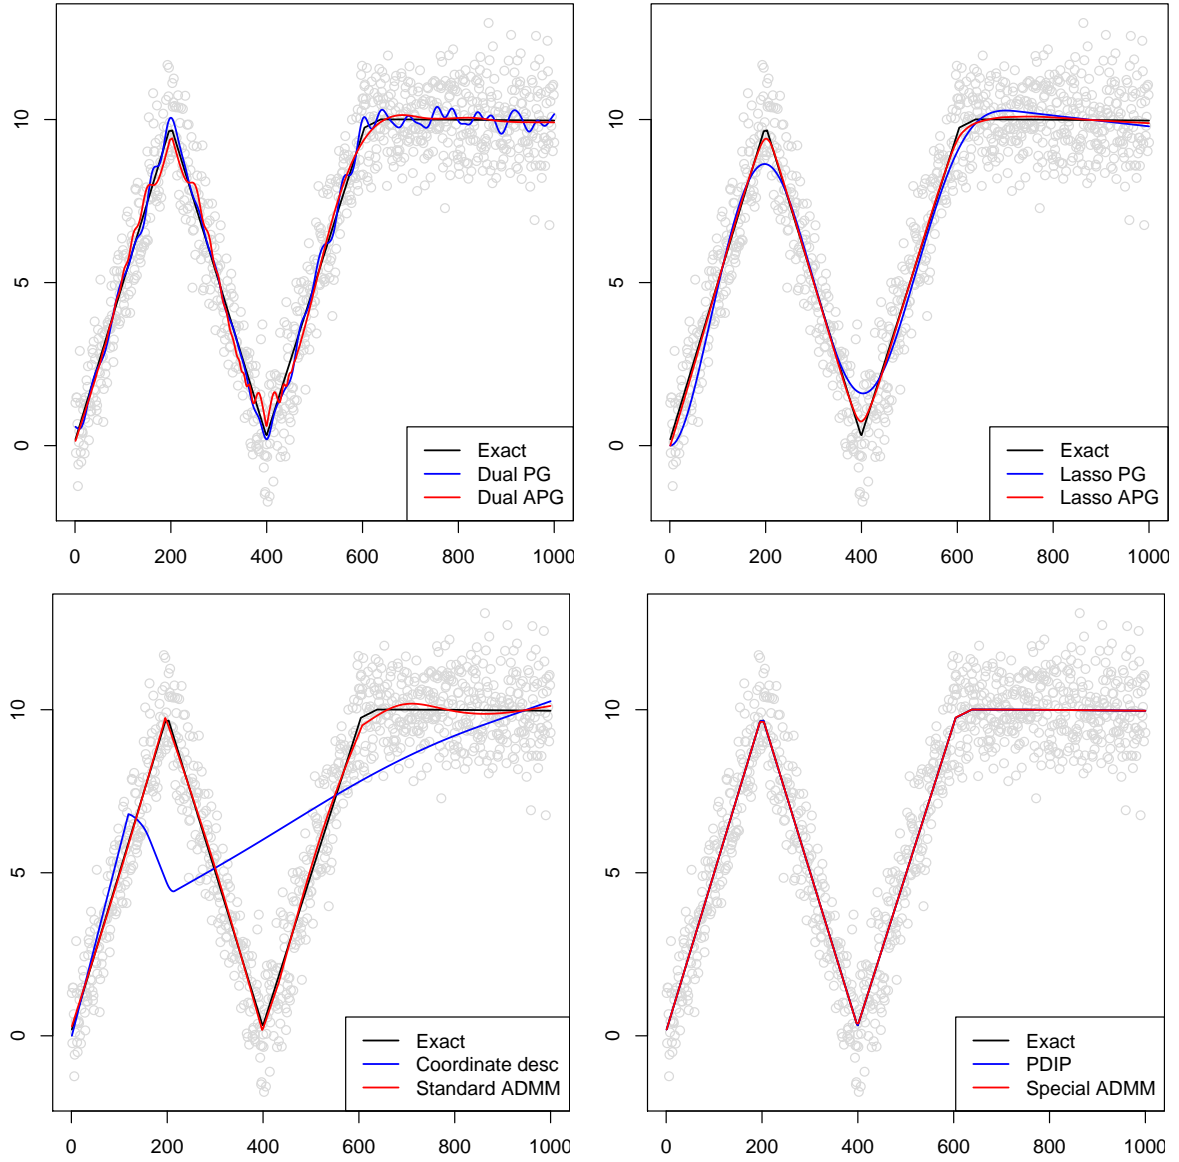 10
5
0
Exact
Dual PG
Dual APG
0 200 400 600 800 1000
10
5
0
Exact
Lasso PG
Lasso APG
0 200 400 600 800 1000
10
5
0
Exact
Coordinate desc
Standard ADMM
0 200 400 600 800 1000
10
5
0
Exact
PDIP
Special ADMM
0 200 400 600 800 1000